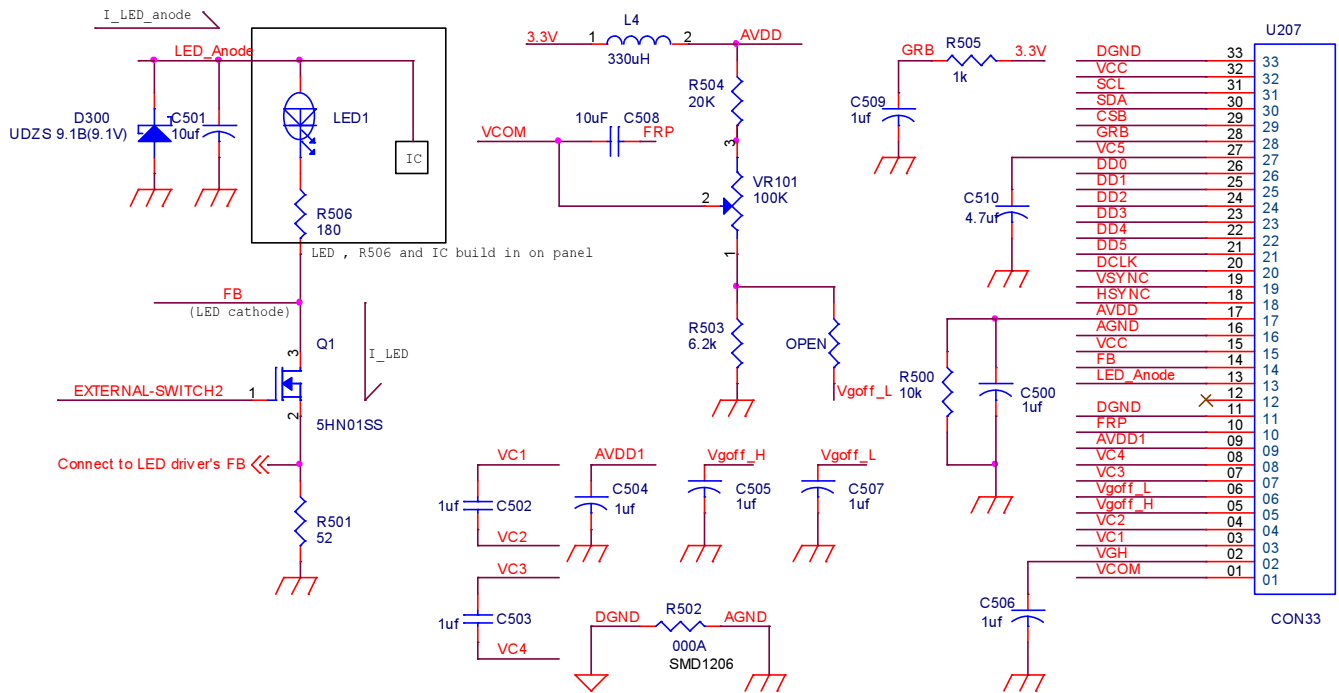 I_LED_anode
LED_Anode
D300
UDZS 9.1B(9.1V)
C501
10uf
LED1
IC
R506
180
LED , R506 and IC build in on panel
FB
(LED cathode)
I_LED
Q1
3
1
2
EXTERNAL-SWITCH2
5HN01SS
Connect to LED driver's FB
R501
52
3.3V
1
L4
2
AVDD
330uH
R504
20K
VCOM
10uF
C508
FRP
3
2
VR101
100K
1
R503
6.2k
OPEN
Vgoff_L
GRB
R505
3.3V
1k
C509
1uf
C510
4.7uf
R500
10k
C500
1uf
VC1
1uf
C502
VC2
AVDD1
C504
1uf
Vgoff_H
C505
1uf
Vgoff_L
C507
1uf
VC3
1uf
C503
VC4
DGND
R502
AGND
000A
SMD1206
C506
1uf
U207
DGND 33 33
VCC 32 32
SCL 31 31
SDA 30 30
CSB 29 29
GRB 28 28
VC5 27 27
DD0 26 26
DD1 25 25
DD2 24 24
DD3 23 23
DD4 22 22
DD5 21 21
DCLK 20 20
VSYNC 19 19
HSYNC 18 18
AVDD 17 17
AGND 16 16
VCC 15 15
FB 14 14
LED_Anode 13 13
12 12
DGND 11 11
FRP 10 10
AVDD1 09 09
VC4 08 08
VC3 07 07
Vgoff_L 06 06
Vgoff_H 05 05
VC2 04 04
VC1 03 03
VGH 02 02
VCOM 01 01
CON33